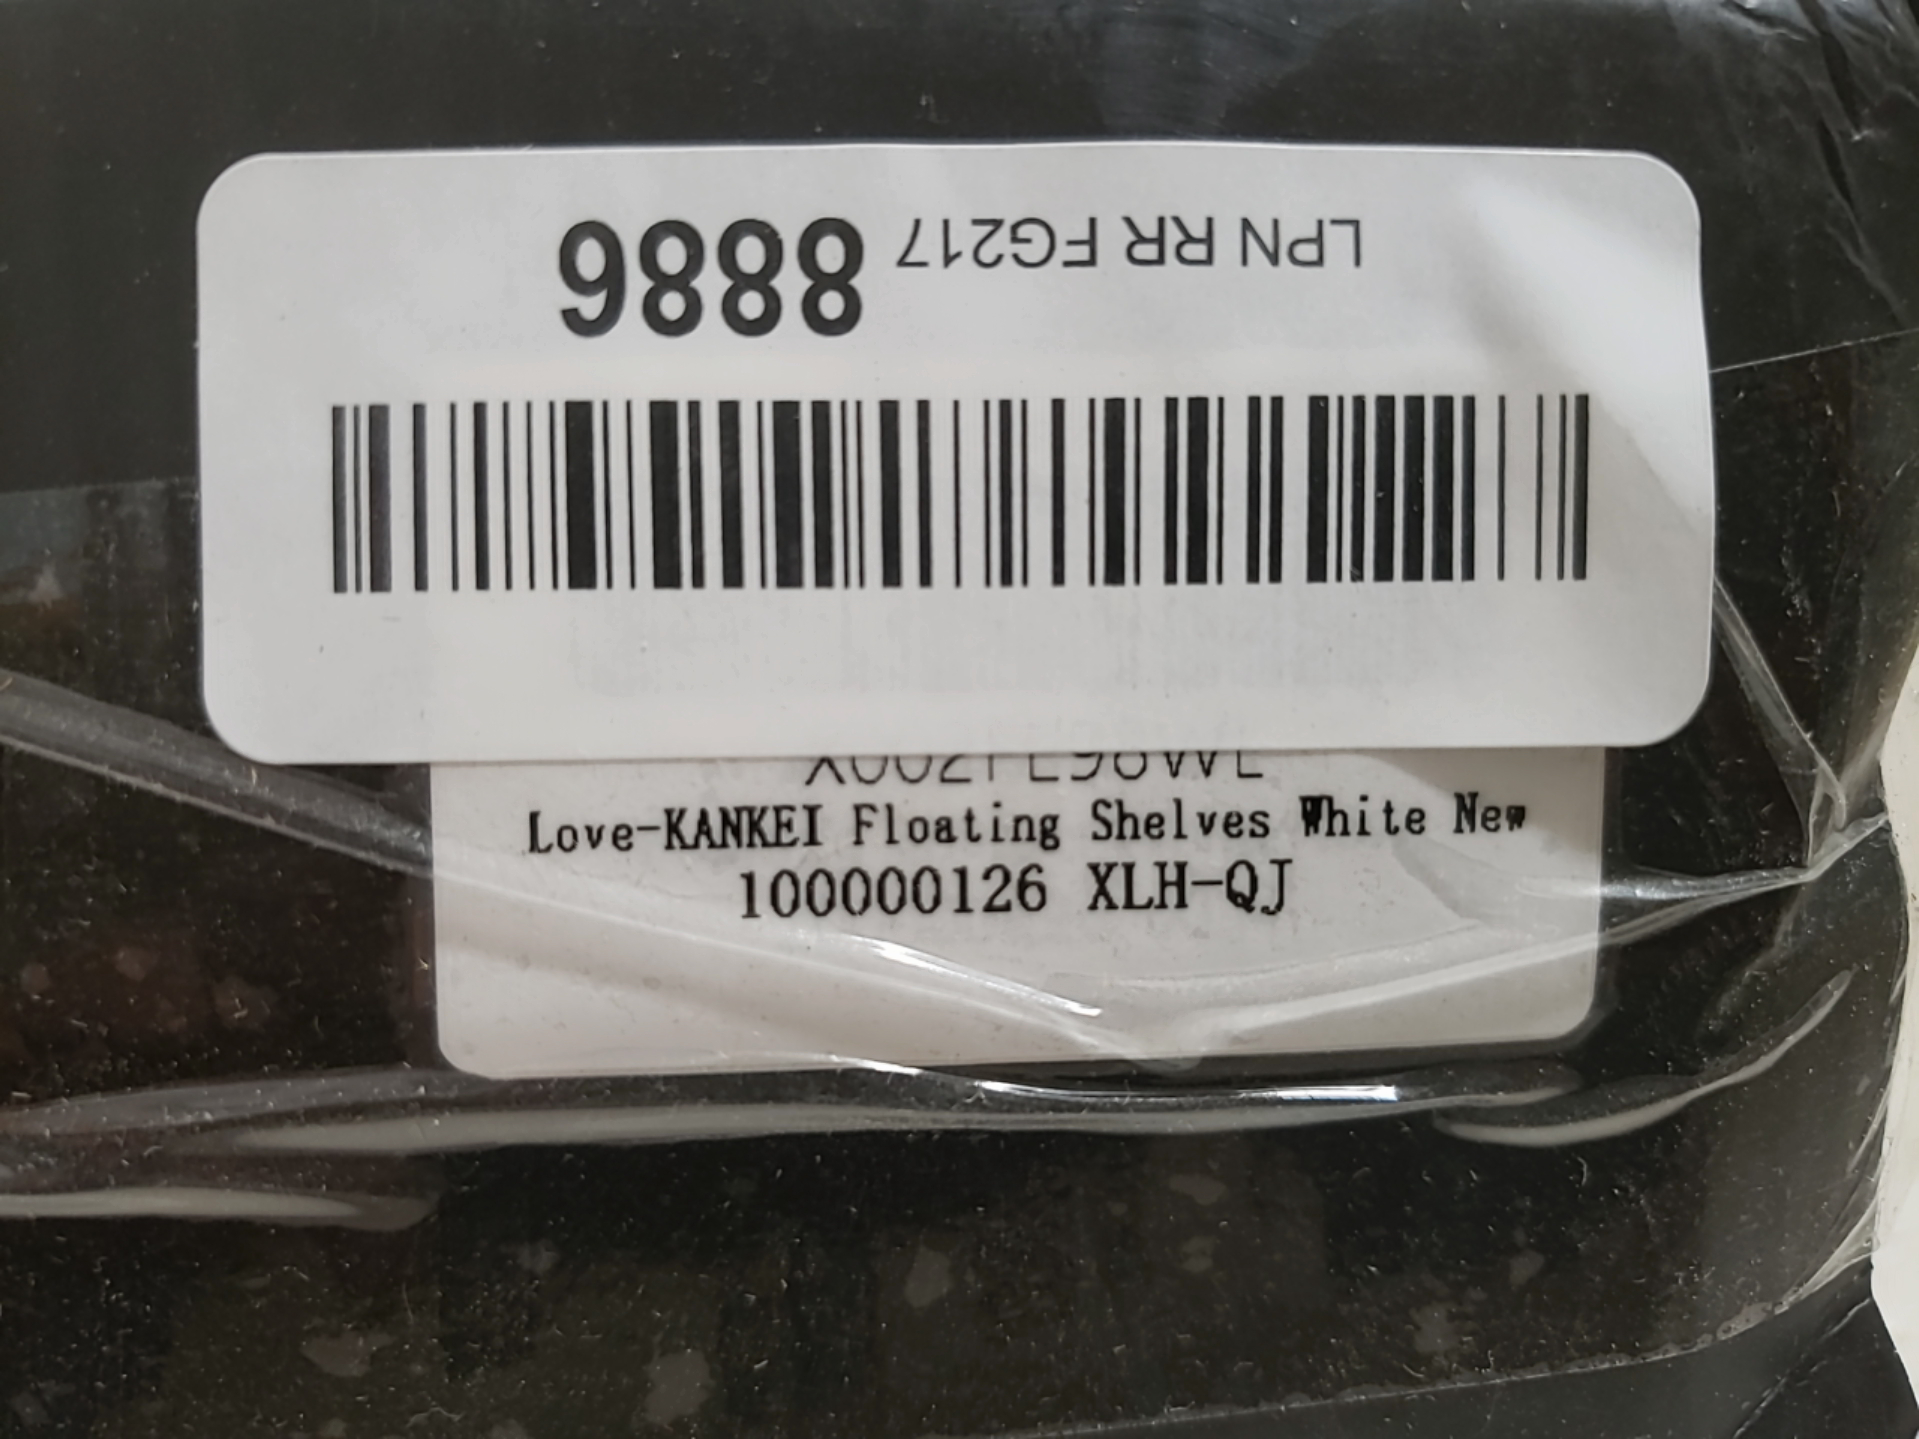 LPN RR FG217 8886
Love-KANKEI Floating Shelves White New
100000126 XLH-QJ